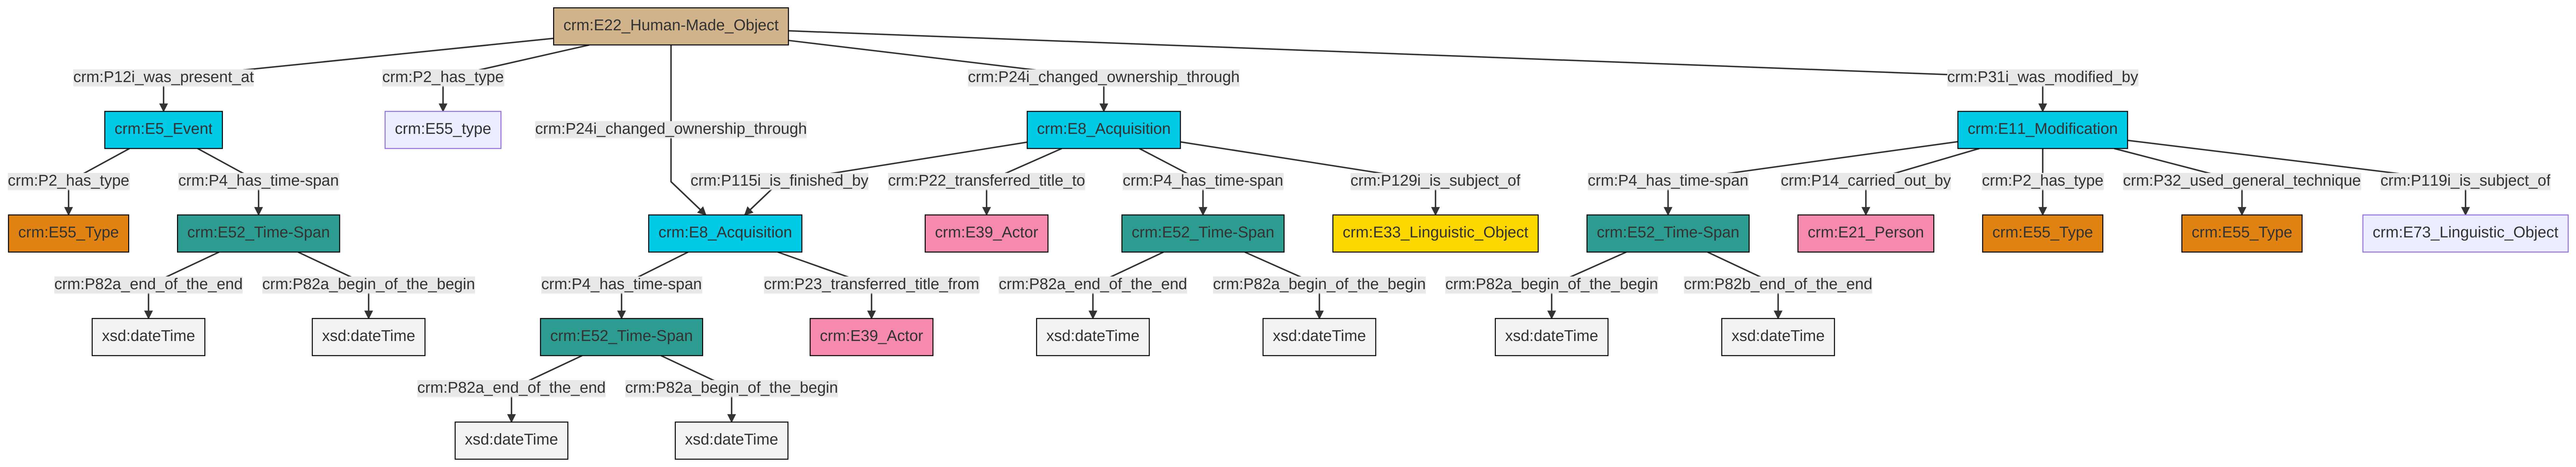 crm:E22_Human-Made_Object
crm:P12i_was_present_at
crm:P2_has_type
crm:P24i_changed_ownership_through
crm:P31i_was_modified_by
crm:P24i_changed_ownership_through
crm:E5_Event
crm:E55_type
crm:E8_Acquisition
crm:E11_Modification
crm:P2_has_type
crm:P4_has_time-span
crm:P115i_is_finished_by
crm:P22_transferred_title_to
crm:P4_has_time-span
crm:P129i_is_subject_of
crm:P4_has_time-span
crm:P14_carried_out_by
crm:P2_has_type
crm:P32_used_general_technique
crm:P119i_is_subject_of
crm:E55_Type
crm:E52_Time-Span
crm:E8_Acquisition
crm:E39_Actor
crm:E52_Time-Span
crm:E33_Linguistic_Object
crm:E52_Time-Span
crm:E21_Person
crm:E55_Type
crm:E55_Type
crm:E73_Linguistic_Object
crm:P82a_end_of_the_end
crm:P82a_begin_of_the_begin
crm:P4_has_time-span
crm:P23_transferred_title_from
crm:P82a_end_of_the_end
crm:P82a_begin_of_the_begin
crm:P82a_begin_of_the_begin
crm:P82b_end_of_the_end
xsd:dateTime
xsd:dateTime
crm:E52_Time-Span
crm:E39_Actor
xsd:dateTime
xsd:dateTime
xsd:dateTime
xsd:dateTime
crm:P82a_end_of_the_end
crm:P82a_begin_of_the_begin
xsd:dateTime
xsd:dateTime